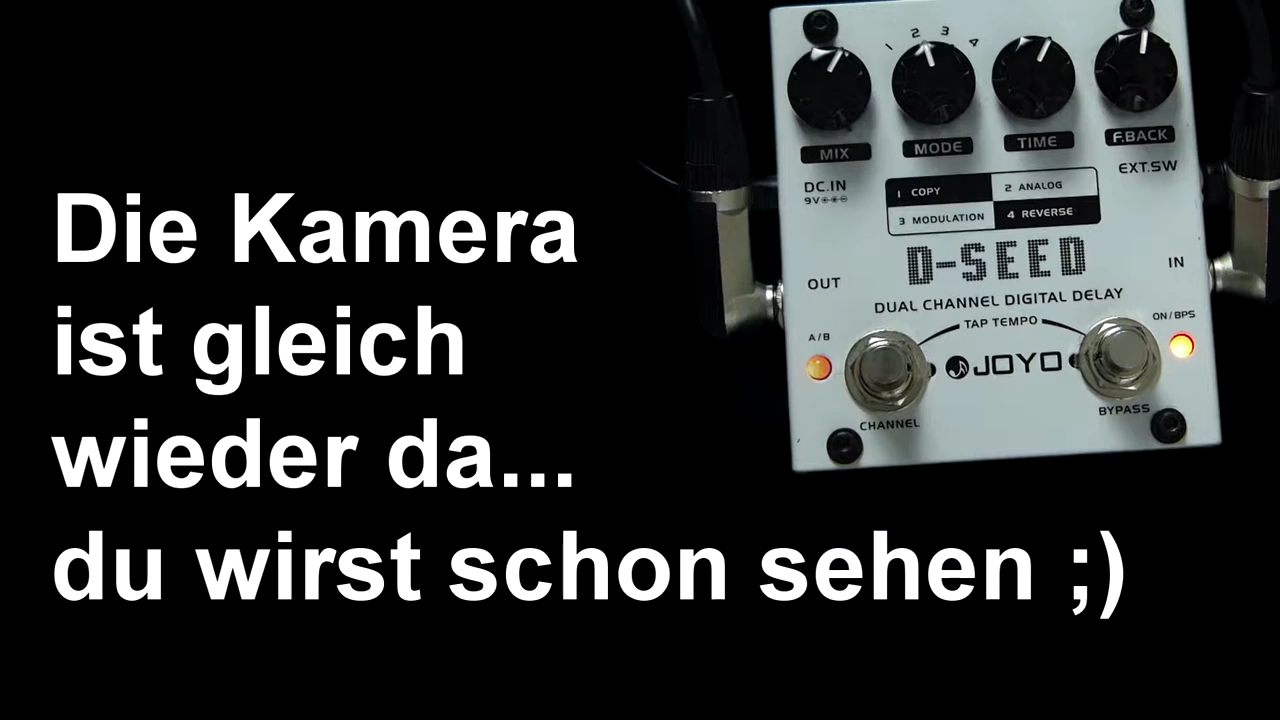 Die Kamera
ist gleich
wieder da...
du wirst schon sehen ;)
1 2 3 4
MIX MODE TIME F.BACK
DC.IN
9V
EXT.SW
1 COPY 2 ANALOG
3 MODULATION 4 REVERSE
D-SEED
OUT IN
DUAL CHANNEL DIGITAL DELAY
A/B TAP TEMPO ON/BPS
JOYO
CHANNEL BYPASS